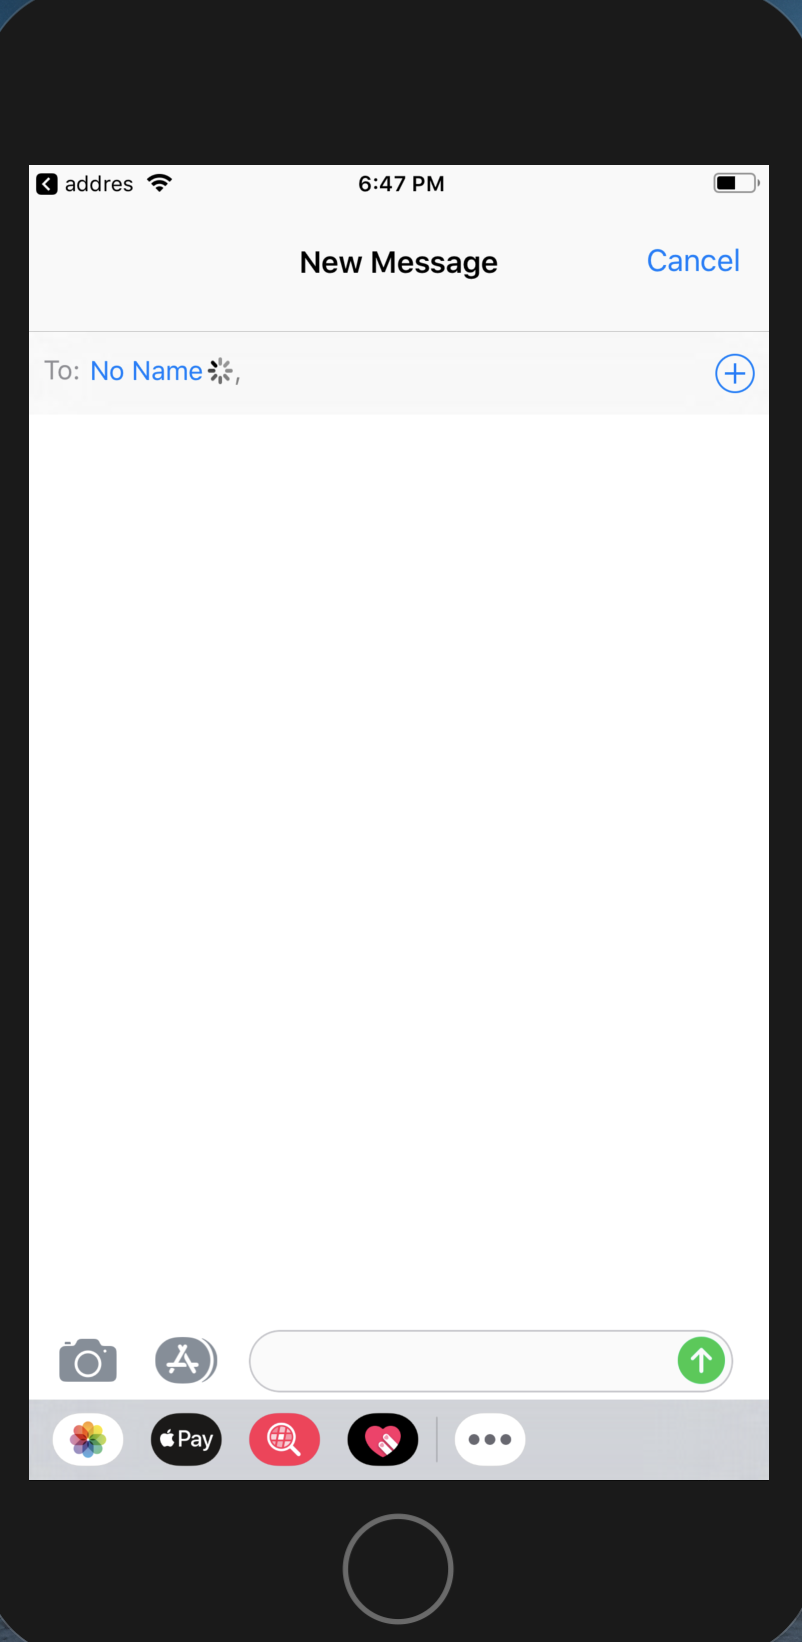 addres 6:47 PM
New Message Cancel
To: No Name ,
Pay